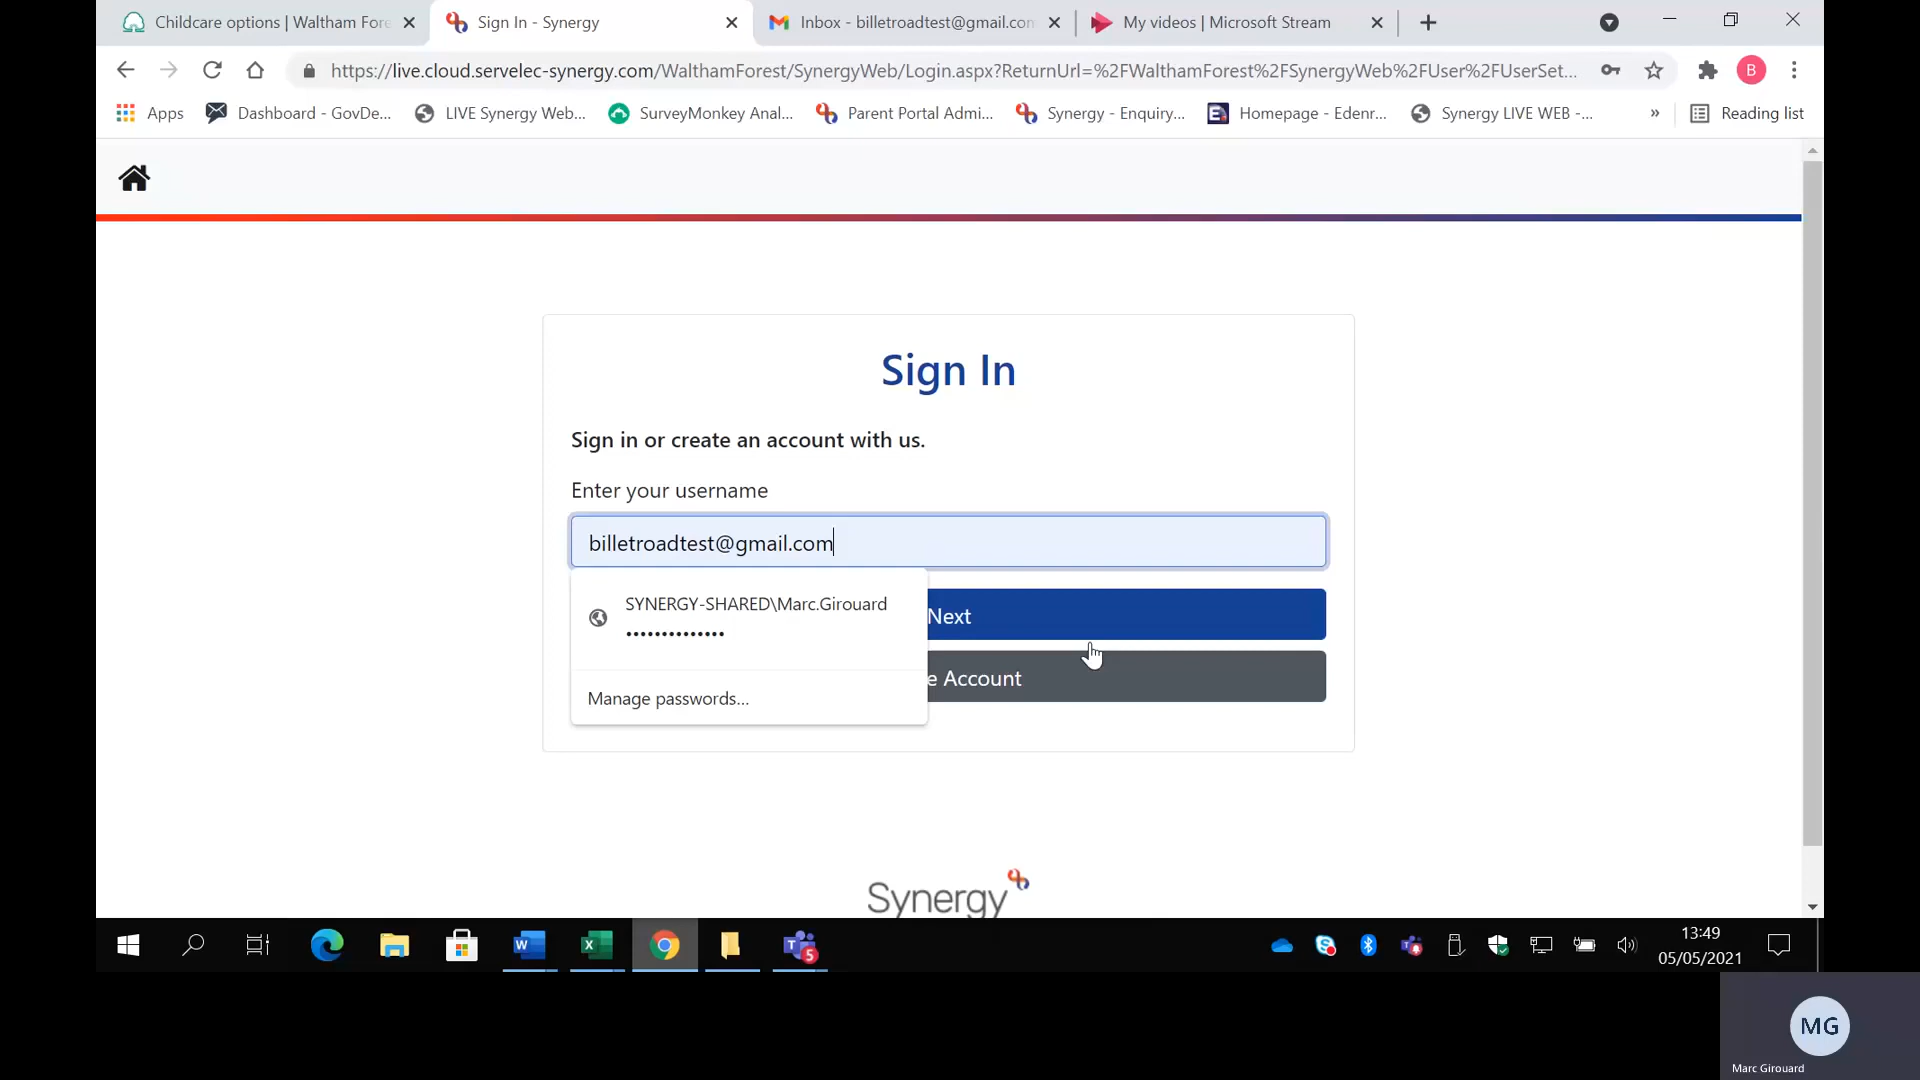 Childcare options | Waltham Fore
Sign In - Synergy
Inbox - billetroadtest@gmail.com
My videos | Microsoft Stream
https://live.cloud.servelec-synergy.com/WalthamForest/SynergyWeb/Login.aspx?ReturnUrl=%2FWalthamForest%2FSynergyWeb%2FUser%2FUserSet...
B
Apps
Dashboard - GovDe...
LIVE Synergy Web...
SurveyMonkey Anal...
Parent Portal Admi...
Synergy - Enquiry...
Homepage - Edenr...
Synergy LIVE WEB -...
»
Reading list
Sign In
Sign in or create an account with us.
Enter your username
billetroadtest@gmail.com
SYNERGY-SHARED\Marc.Girouard
••••••••••••••
Manage passwords...
Next
e Account
Synergy
13:49
05/05/2021
5
MG
Marc Girouard